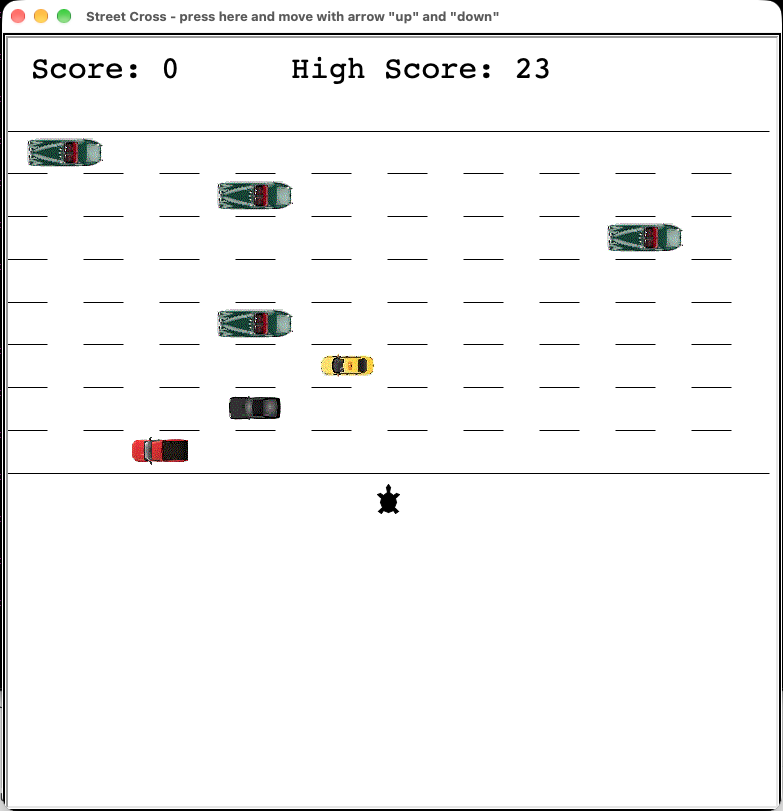 Street Cross - press here and move with arrow "up" and "down"
Score: 0 High Score: 23